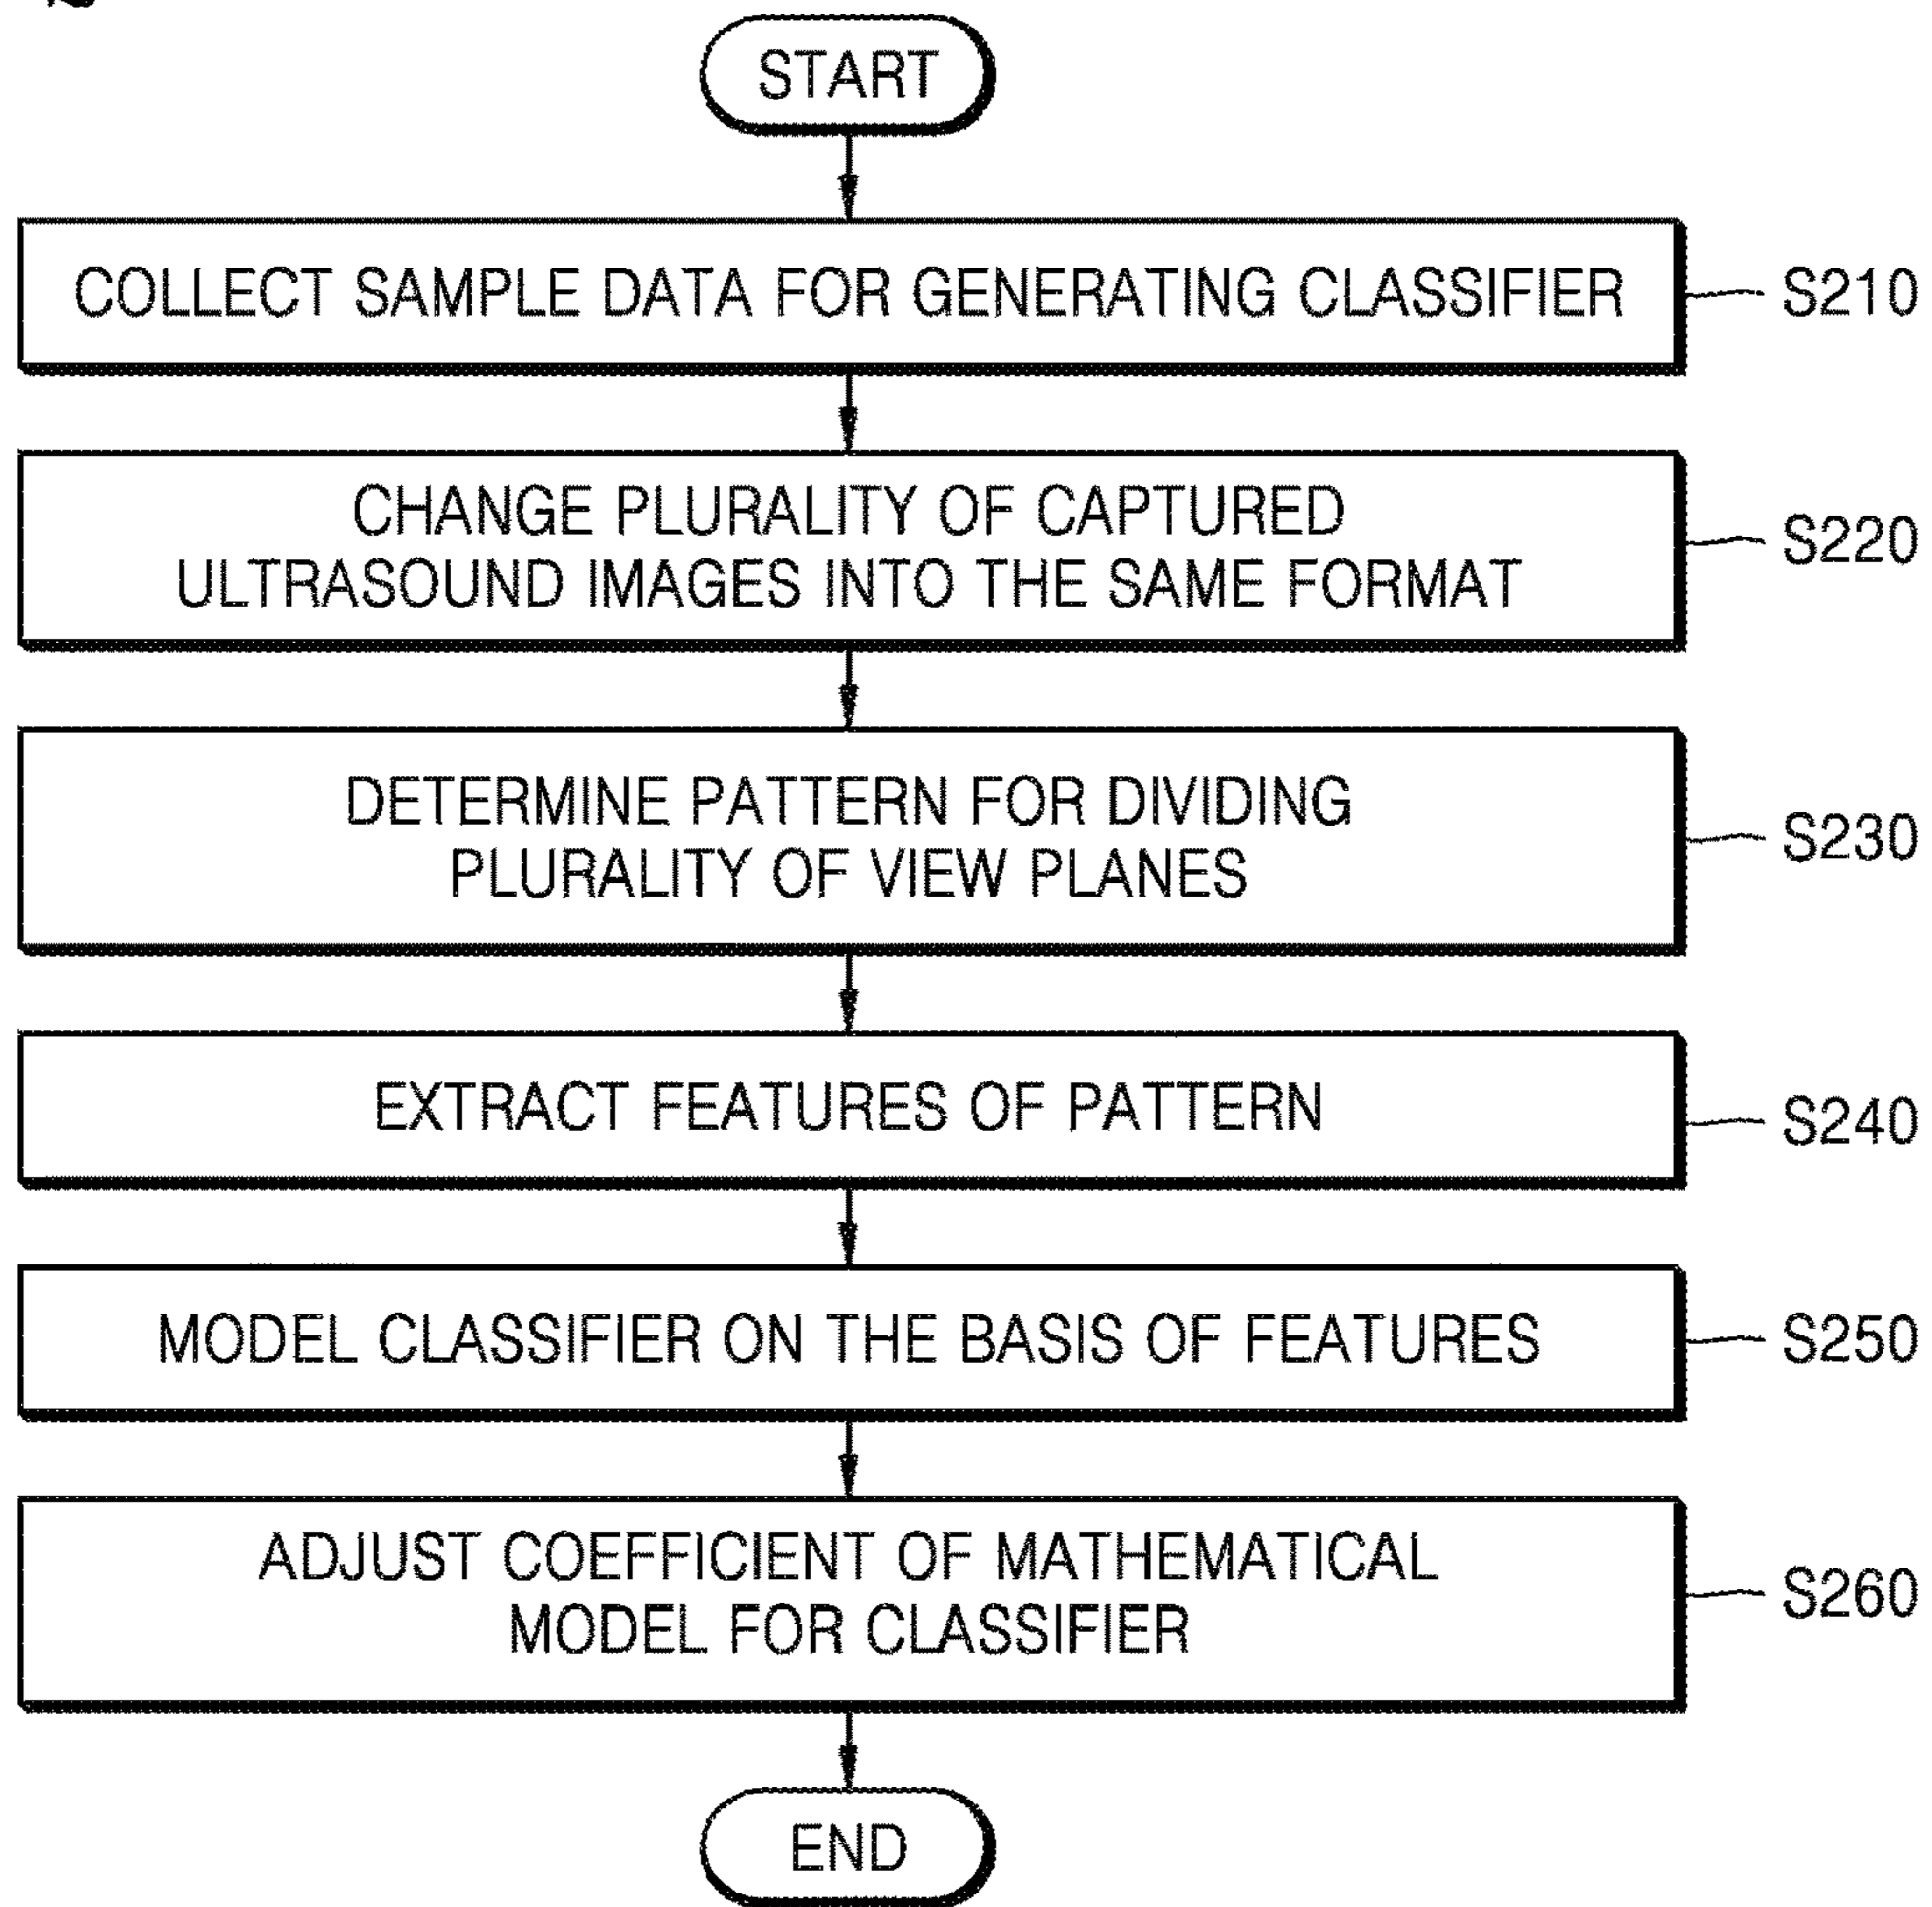 START
COLLECT SAMPLE DATA FOR GENERATING CLASSIFIER
S210
CHANGE PLURALITY OF CAPTURED
ULTRASOUND IMAGES INTO THE SAME FORMAT
S220
DETERMINE PATTERN FOR DIVIDING
PLURALITY OF VIEW PLANES
S230
EXTRACT FEATURES OF PATTERN
S240
MODEL CLASSIFIER ON THE BASIS OF FEATURES
S250
ADJUST COEFFICIENT OF MATHEMATICAL
MODEL FOR CLASSIFIER
S260
END